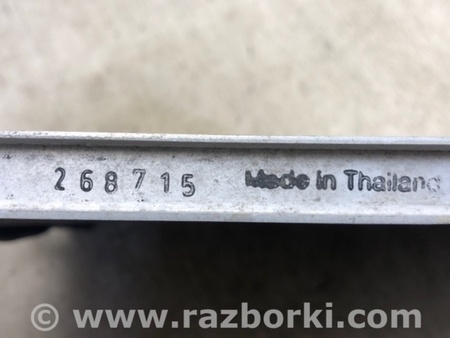 268715 Made in Thailand
© www.razborki.com